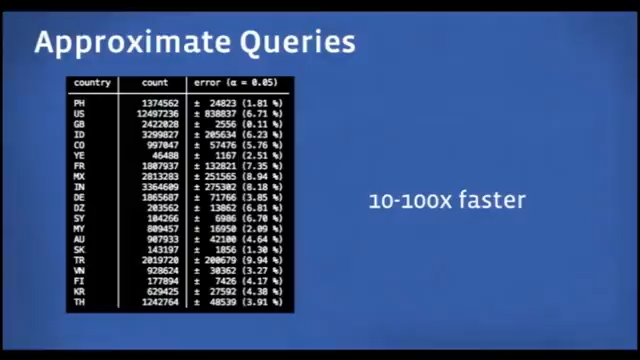 Approximate Queries
country count error (α = 0.05)
PH 1374562 ± 24823 (1.81 %)
US 12497236 ± 838837 (6.71 %)
GB 2422028 ± 2556 (0.11 %)
ID 3299827 ± 205634 (6.23 %)
CO 997047 ± 57476 (5.76 %)
YE 46488 ± 1167 (2.51 %)
FR 1807937 ± 132821 (7.35 %)
MX 2813283 ± 251565 (8.94 %)
IN 3364609 ± 275302 (8.18 %)
DE 1865687 ± 71766 (3.85 %)
DZ 203562 ± 13862 (6.81 %)
SY 104266 ± 6986 (6.70 %)
MY 809457 ± 16950 (2.09 %)
AU 907933 ± 42100 (4.64 %)
SK 143197 ± 1856 (1.30 %)
TR 2019720 ± 200679 (9.94 %)
VN 928624 ± 30362 (3.27 %)
FI 177894 ± 7426 (4.17 %)
KR 629425 ± 27592 (4.38 %)
TH 1242764 ± 48539 (3.91 %)
10-100x faster